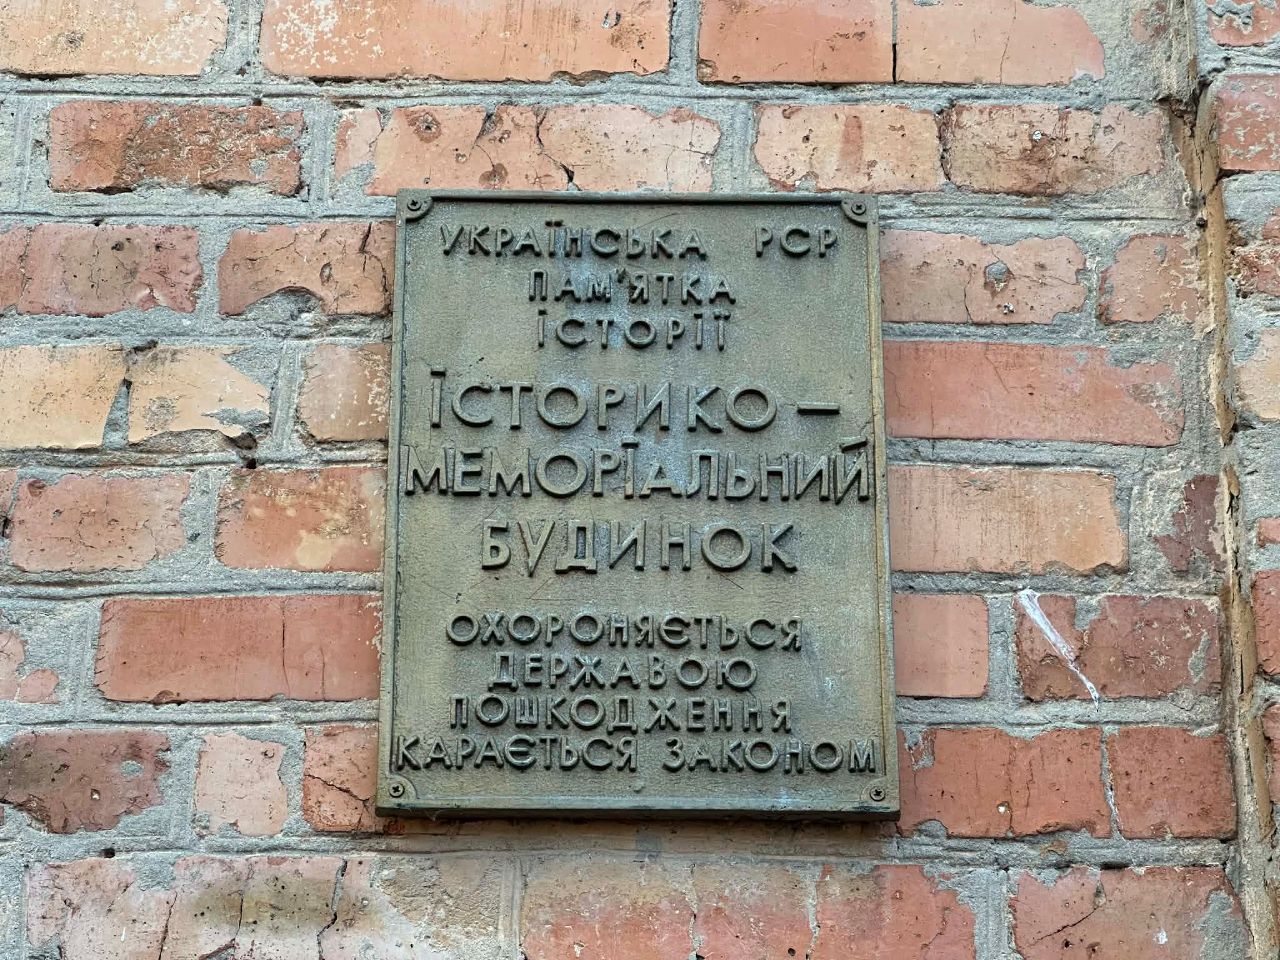 УКРАЇНСЬКА РСР
ПАМ'ЯТКА
ІСТОРІЇ
ІСТОРИКО-
МЕМОРІАЛЬНИЙ
БУДИНОК
ОХОРОНЯЄТЬСЯ
ДЕРЖАВОЮ
ПОШКОДЖЕННЯ
КАРАЄТЬСЯ ЗАКОНОМ